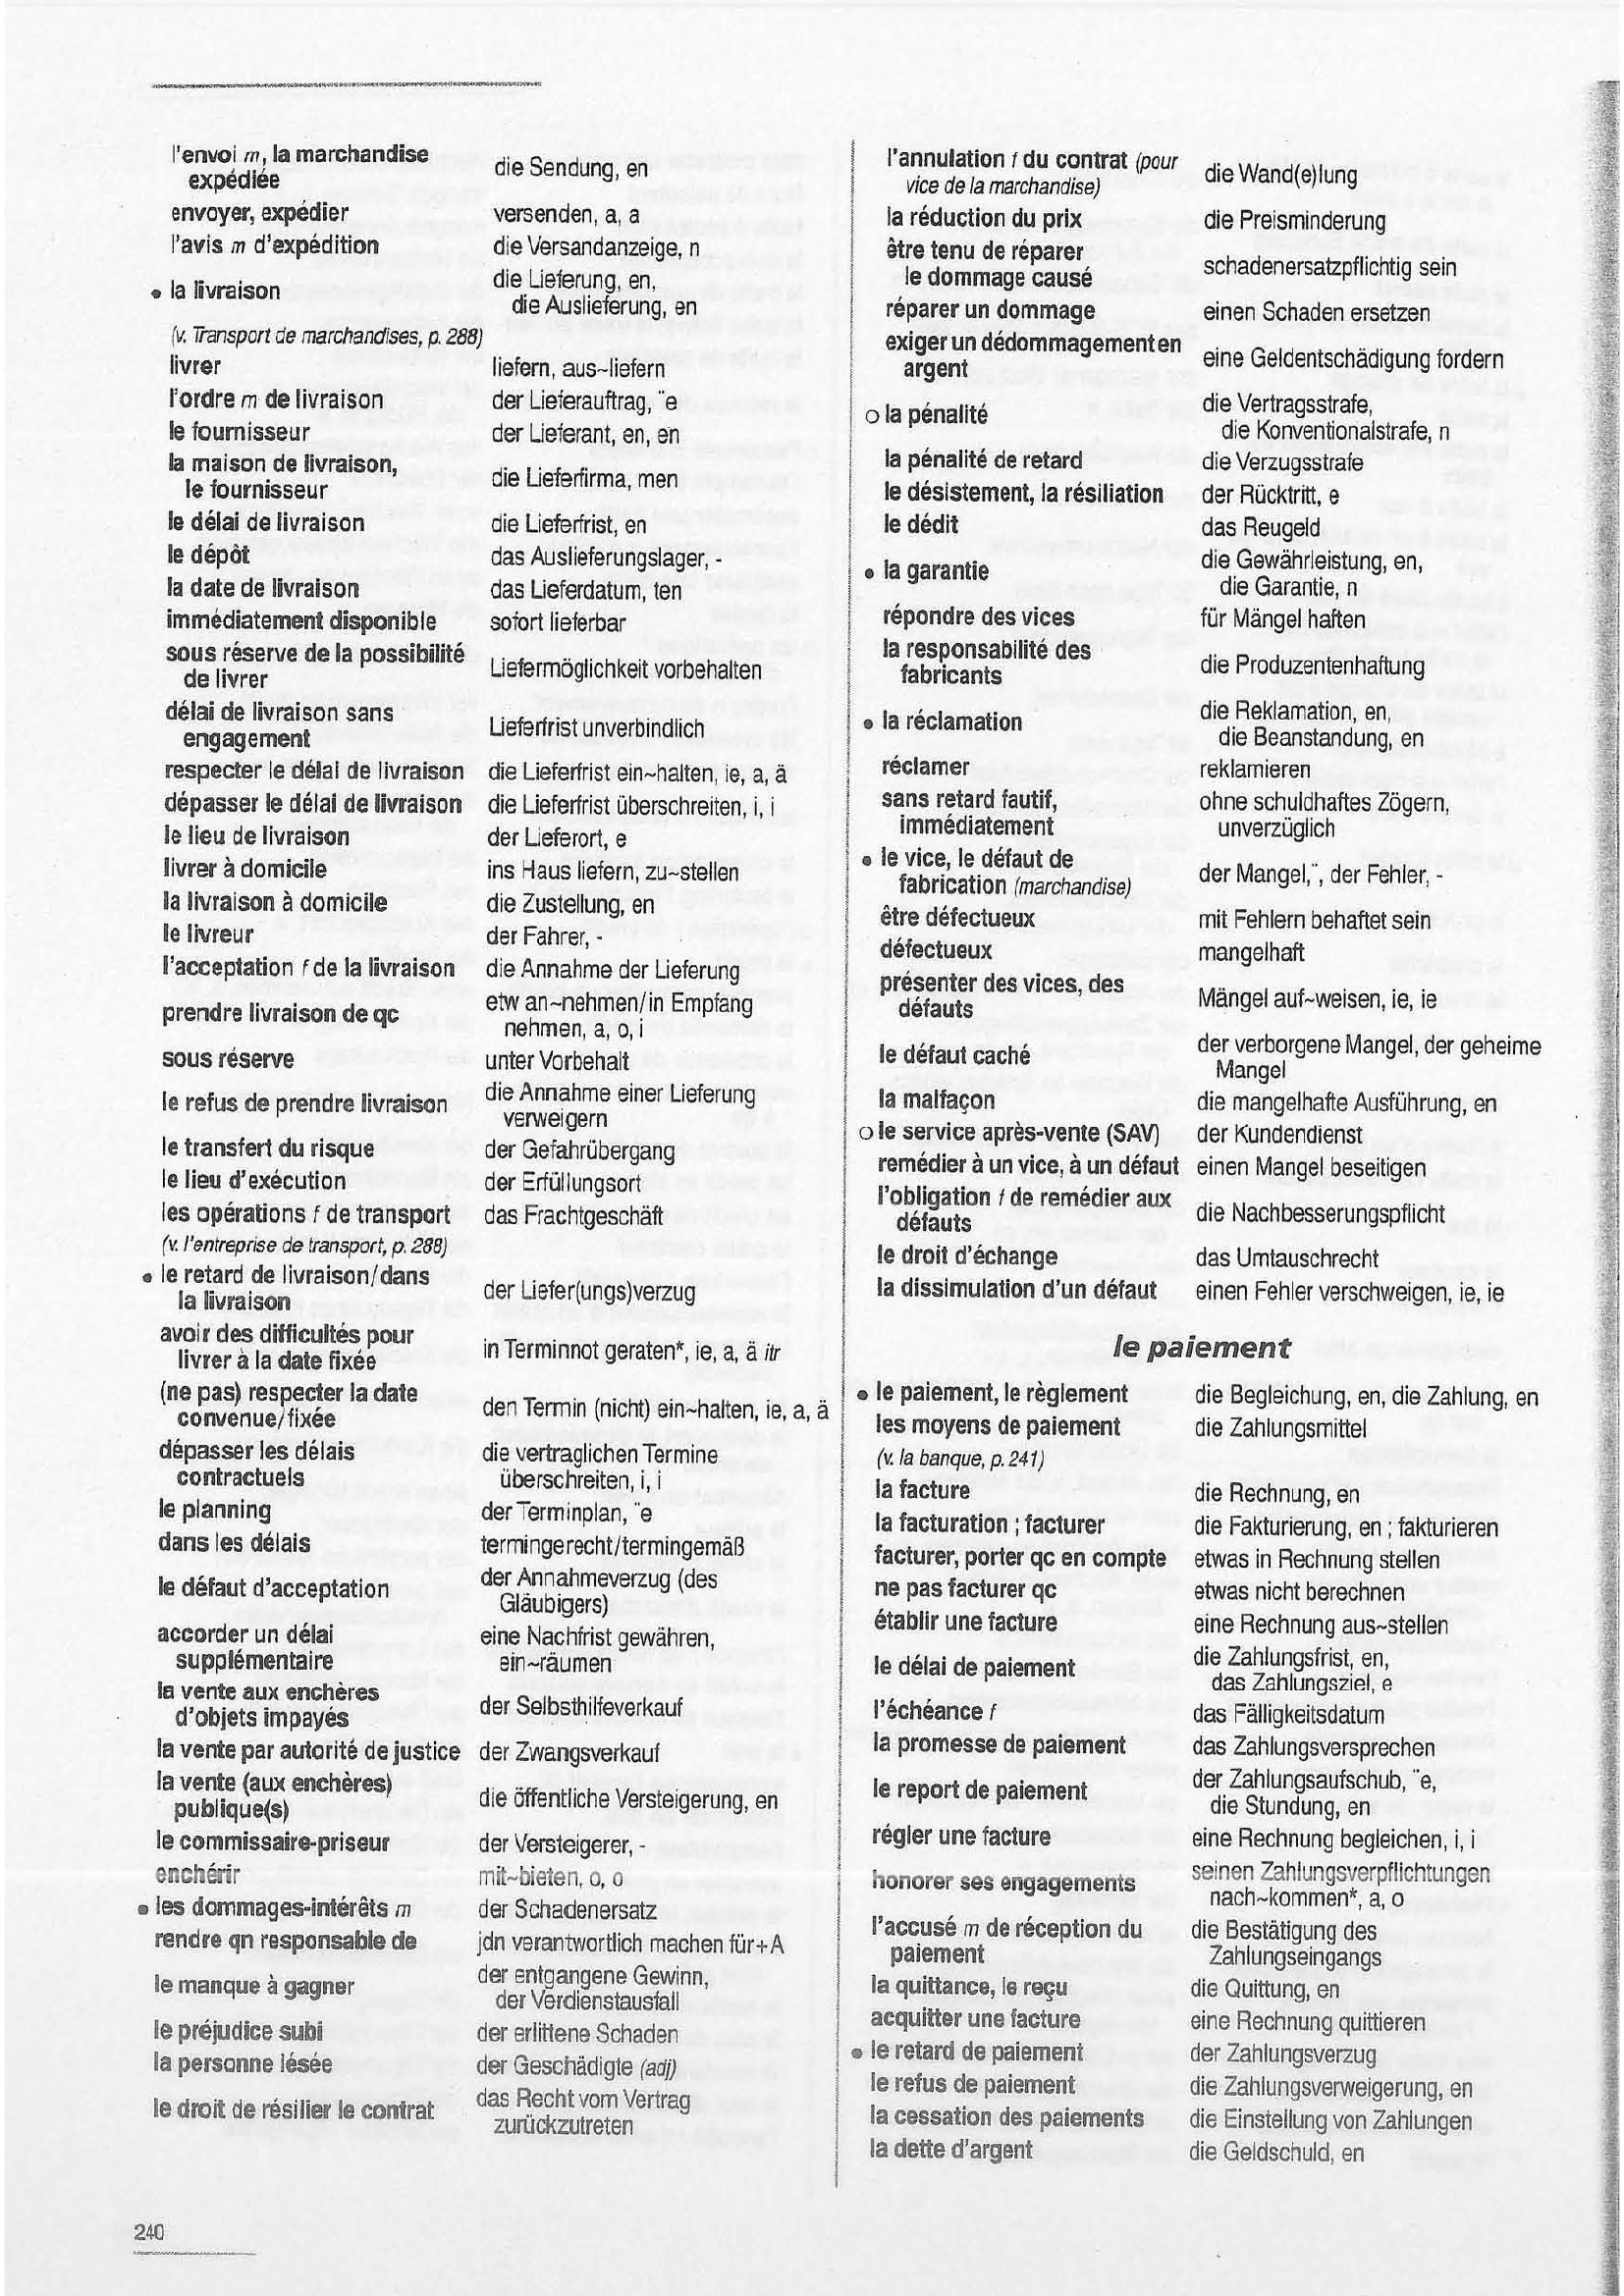 l'envoi m, la marchandise
expédiée
die Sendung, en
envoyer, expédier
versenden, a, a
l'avis m d'expédition
die Versandanzeige, n
• la livraison
die Lieferung, en,
die Auslieferung, en
(v. Transport de marchandises, p. 288)
livrer
liefern, aus~liefern
l'ordre m de livraison
der Lieferauftrag, ¨e
le fournisseur
der Lieferant, en, en
la maison de livraison,
le fournisseur
die Lieferfirma, men
le délai de livraison
die Lieferfrist, en
le dépôt
das Auslieferungslager, -
la date de livraison
das Lieferdatum, ten
immédiatement disponible
sofort lieferbar
sous réserve de la possibilité
de livrer
Liefermöglichkeit vorbehalten
délai de livraison sans
engagement
Lieferfrist unverbindlich
respecter le délai de livraison
die Lieferfrist ein~halten, ie, a, ä
dépasser le délai de livraison
die Lieferfrist überschreiten, i, i
le lieu de livraison
der Lieferort, e
livrer à domicile
ins Haus liefern, zu~stellen
la livraison à domicile
die Zustellung, en
le livreur
der Fahrer, -
l'acceptation f de la livraison
die Annahme der Lieferung
prendre livraison de qc
etw an~nehmen/in Empfang
nehmen, a, o, i
sous réserve
unter Vorbehalt
le refus de prendre livraison
die Annahme einer Lieferung
verweigern
le transfert du risque
der Gefahrübergang
le lieu d'exécution
der Erfüllungsort
les opérations f de transport
das Frachtgeschäft
(v. l'entreprise de transport, p. 288)
• le retard de livraison/dans
la livraison
der Liefer(ungs)verzug
avoir des difficultés pour
livrer à la date fixée
in Terminnot geraten*, ie, a, ä itr
(ne pas) respecter la date
convenue/fixée
den Termin (nicht) ein~halten, ie, a, ä
dépasser les délais
contractuels
die vertraglichen Termine
überschreiten, i, i
le planning
der Terminplan, ¨e
dans les délais
termingerecht/termingemäß
le défaut d'acceptation
der Annahmeverzug (des
Gläubigers)
accorder un délai
supplémentaire
eine Nachfrist gewähren,
ein~räumen
la vente aux enchères
d'objets impayés
der Selbsthilfeverkauf
la vente par autorité de justice
der Zwangsverkauf
la vente (aux enchères)
publique(s)
die öffentliche Versteigerung, en
le commissaire-priseur
der Versteigerer, -
enchérir
mit~bieten, o, o
• les dommages-intérêts m
der Schadenersatz
rendre qn responsable de
jdn verantwortlich machen für+A
le manque à gagner
der entgangene Gewinn,
der Verdienstausfall
le préjudice subi
der erlittene Schaden
la personne lésée
der Geschädigte (adj)
le droit de résilier le contrat
das Recht vom Vertrag
zurückzutreten
240
l'annulation f du contrat (pour
vice de la marchandise)
die Wand(e)lung
la réduction du prix
die Preisminderung
être tenu de réparer
le dommage causé
schadenersatzpflichtig sein
réparer un dommage
einen Schaden ersetzen
exiger un dédommagement en
argent
eine Geldentschädigung fordern
○ la pénalité
die Vertragsstrafe,
die Konventionalstrafe, n
la pénalité de retard
die Verzugsstrafe
le désistement, la résiliation
der Rücktritt, e
le dédit
das Reugeld
• la garantie
die Gewährleistung, en,
die Garantie, n
répondre des vices
für Mängel haften
la responsabilité des
fabricants
die Produzentenhaftung
• la réclamation
die Reklamation, en,
die Beanstandung, en
réclamer
reklamieren
sans retard fautif,
immédiatement
ohne schuldhaftes Zögern,
unverzüglich
• le vice, le défaut de
fabrication (marchandise)
der Mangel,¨, der Fehler, -
être défectueux
mit Fehlern behaftet sein
défectueux
mangelhaft
présenter des vices, des
défauts
Mängel auf~weisen, ie, ie
le défaut caché
der verborgene Mangel, der geheime
Mangel
la malfaçon
die mangelhafte Ausführung, en
○ le service après-vente (SAV)
der Kundendienst
remédier à un vice, à un défaut
einen Mangel beseitigen
l'obligation f de remédier aux
défauts
die Nachbesserungspflicht
le droit d'échange
das Umtauschrecht
la dissimulation d'un défaut
einen Fehler verschweigen, ie, ie
le paiement
• le paiement, le règlement
die Begleichung, en, die Zahlung, en
les moyens de paiement
die Zahlungsmittel
(v. la banque, p. 241)
la facture
die Rechnung, en
la facturation ; facturer
die Fakturierung, en ; fakturieren
facturer, porter qc en compte
etwas in Rechnung stellen
ne pas facturer qc
etwas nicht berechnen
établir une facture
eine Rechnung aus~stellen
le délai de paiement
die Zahlungsfrist, en,
das Zahlungsziel, e
l'échéance f
das Fälligkeitsdatum
la promesse de paiement
das Zahlungsversprechen
le report de paiement
der Zahlungsaufschub, ¨e,
die Stundung, en
régler une facture
eine Rechnung begleichen, i, i
honorer ses engagements
seinen Zahlungsverpflichtungen
nach~kommen*, a, o
l'accusé m de réception du
paiement
die Bestätigung des
Zahlungseingangs
la quittance, le reçu
die Quittung, en
acquitter une facture
eine Rechnung quittieren
• le retard de paiement
der Zahlungsverzug
le refus de paiement
die Zahlungsverweigerung, en
la cessation des paiements
die Einstellung von Zahlungen
la dette d'argent
die Geldschuld, en